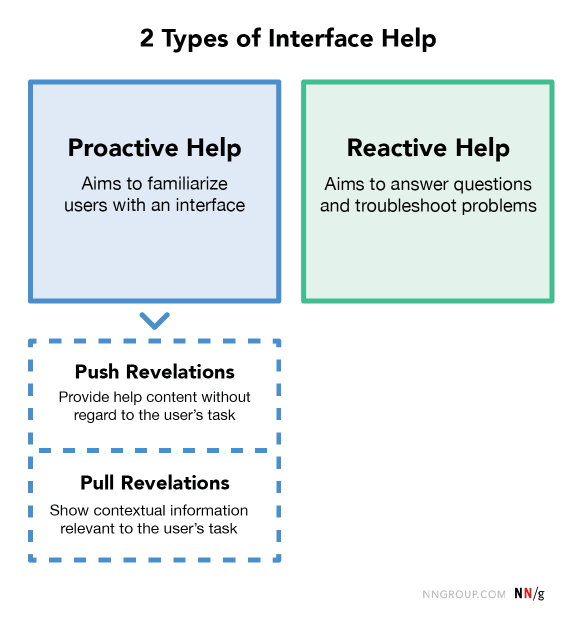 2 Types of Interface Help
Proactive Help
Aims to familiarize
users with an interface
Reactive Help
Aims to answer questions
and troubleshoot problems
Push Revelations
Provide help content without
regard to the user’s task
Pull Revelations
Show contextual information
relevant to the user’s task
NNGROUP.COM NN/g